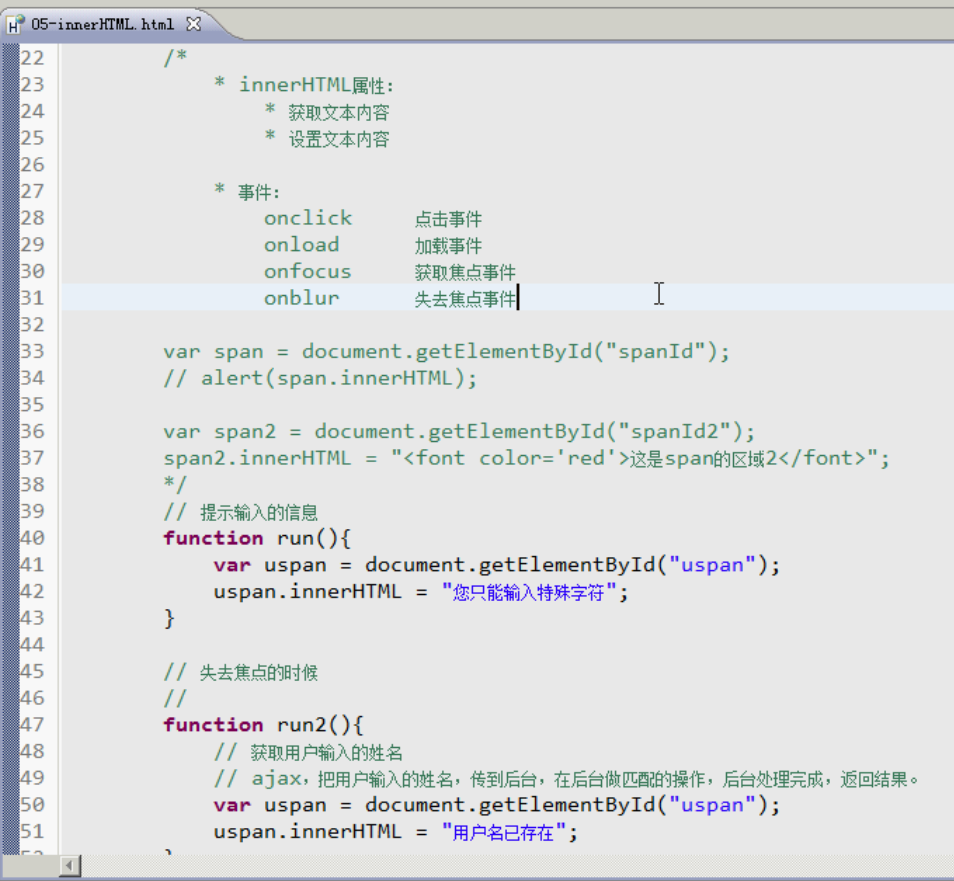 05-innerHTML.html
22 /*
23 * innerHTML属性：
24 * 获取文本内容
25 * 设置文本内容
26
27 * 事件：
28 onclick 点击事件
29 onload 加载事件
30 onfocus 获取焦点事件
31 onblur 失去焦点事件
32
33 var span = document.getElementById("spanId");
34 // alert(span.innerHTML);
35
36 var span2 = document.getElementById("spanId2");
37 span2.innerHTML = "<font color='red'>这是span的区域2</font>";
38 */
39 // 提示输入的信息
40 function run(){
41 var uspan = document.getElementById("uspan");
42 uspan.innerHTML = "您只能输入特殊字符";
43 }
44
45 // 失去焦点的时候
46 //
47 function run2(){
48 // 获取用户输入的姓名
49 // ajax，把用户输入的姓名，传到后台，在后台做匹配的操作，后台处理完成，返回结果。
50 var uspan = document.getElementById("uspan");
51 uspan.innerHTML = "用户名已存在";